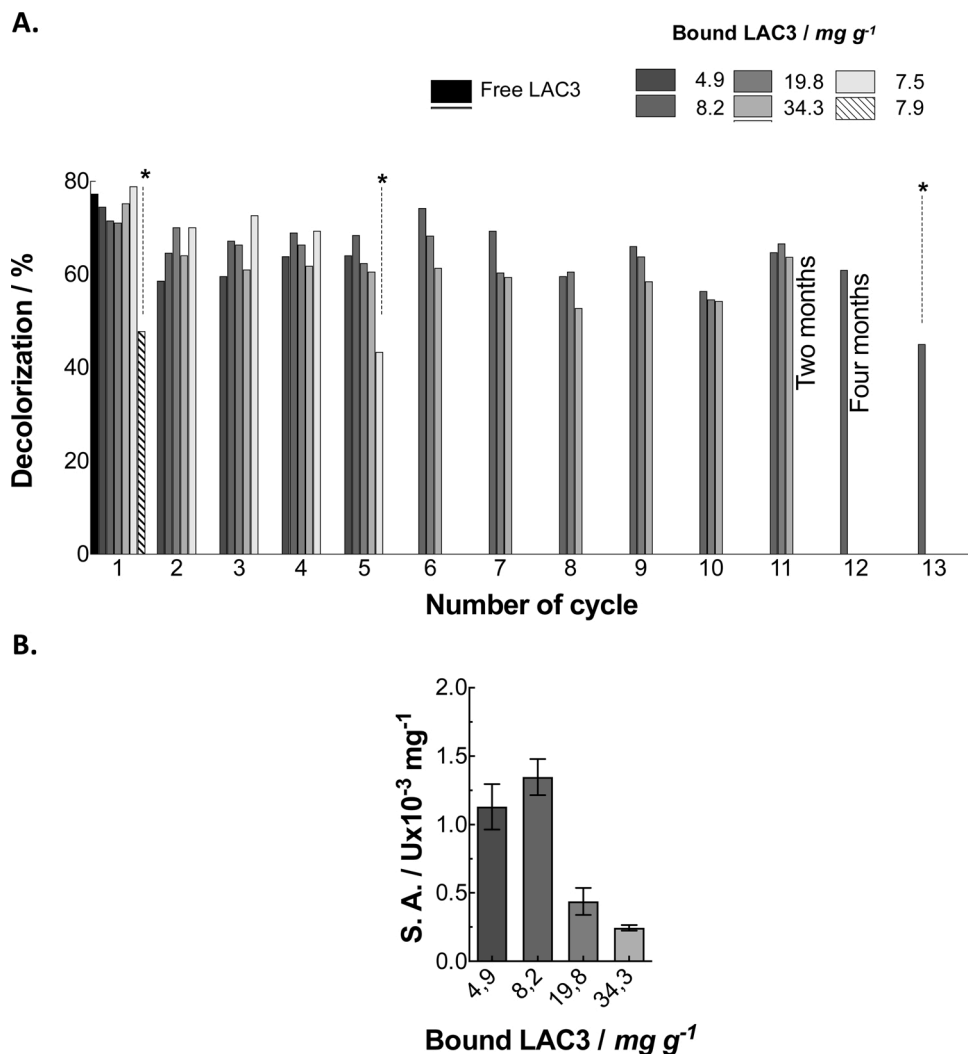 A.
Bound LAC3 / mg g-1
Free LAC3
4.9 19.8 7.5
8.2 34.3 7.9
* * *
80
60
40
20
0
Decolorization / %
Two months
Four months
1 2 3 4 5 6 7 8 9 10 11 12 13
Number of cycle
B.
2.0
1.5
1.0
0.5
0.0
S. A. / Ux10-3 mg-1
4,9 8,2 19,8 34,3
Bound LAC3 / mg g-1